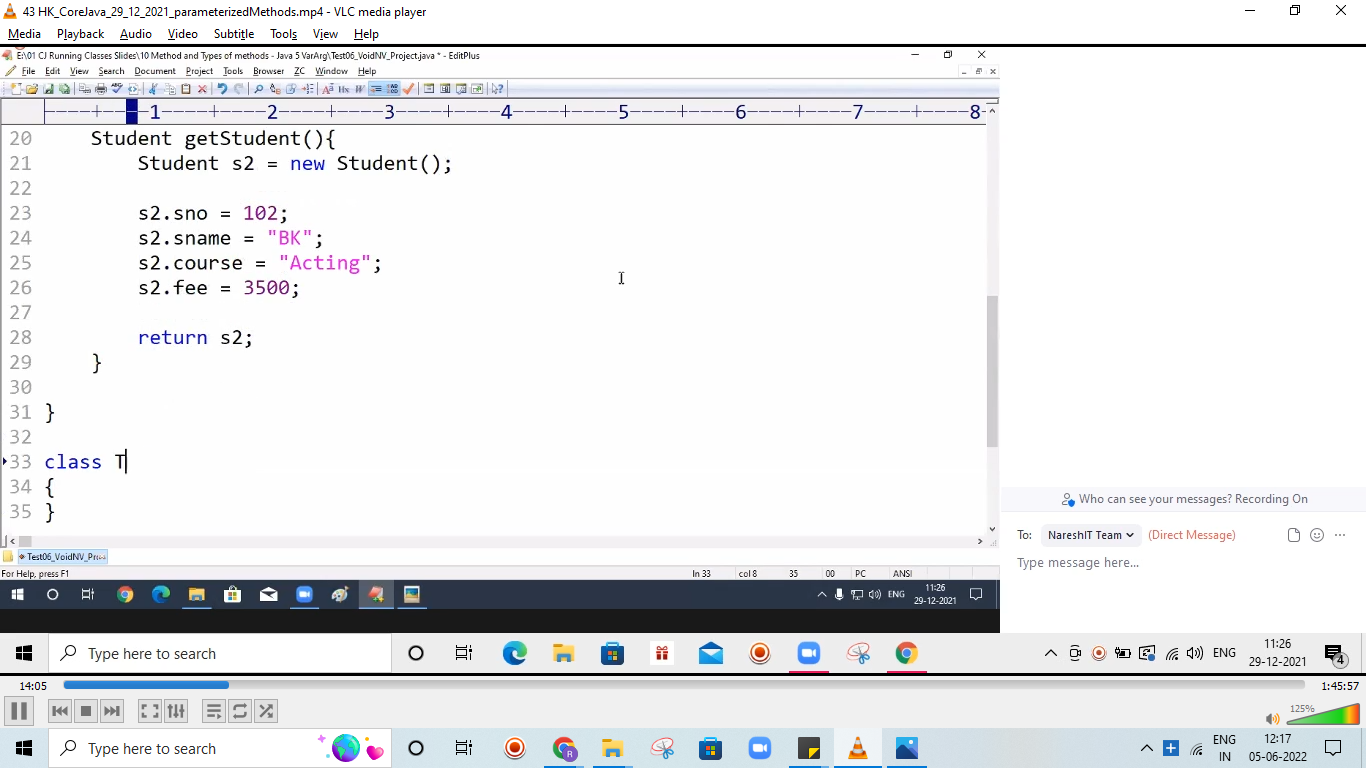 43 HK_CoreJava_29_12_2021_parameterizedMethods.mp4 - VLC media player
Media Playback Audio Video Subtitle Tools View Help
E:\01 CJ Running Classes Slides\10 Method and Types of methods - Java 5 VarArg\Test06_VoidNV_Project.java * - EditPlus
File Edit View Search Document Project Tools Browser ZC Window Help
1 2 3 4 5 6 7 8
20 Student getStudent(){
21 Student s2 = new Student();
22
23 s2.sno = 102;
24 s2.sname = "BK";
25 s2.course = "Acting";
26 s2.fee = 3500;
27
28 return s2;
29 }
30
31 }
32
33 class T
34 {
35 }
Who can see your messages? Recording On
To: NareshIT Team (Direct Message)
Type message here...
Test06_VoidNV_Pro
For Help, press F1 ln 33 col 8 35 00 PC ANSI
ENG 11:26
29-12-2021
Type here to search ENG 11:26
29-12-2021 4
14:05 1:45:57
125%
Type here to search ENG
IN 12:17
05-06-2022